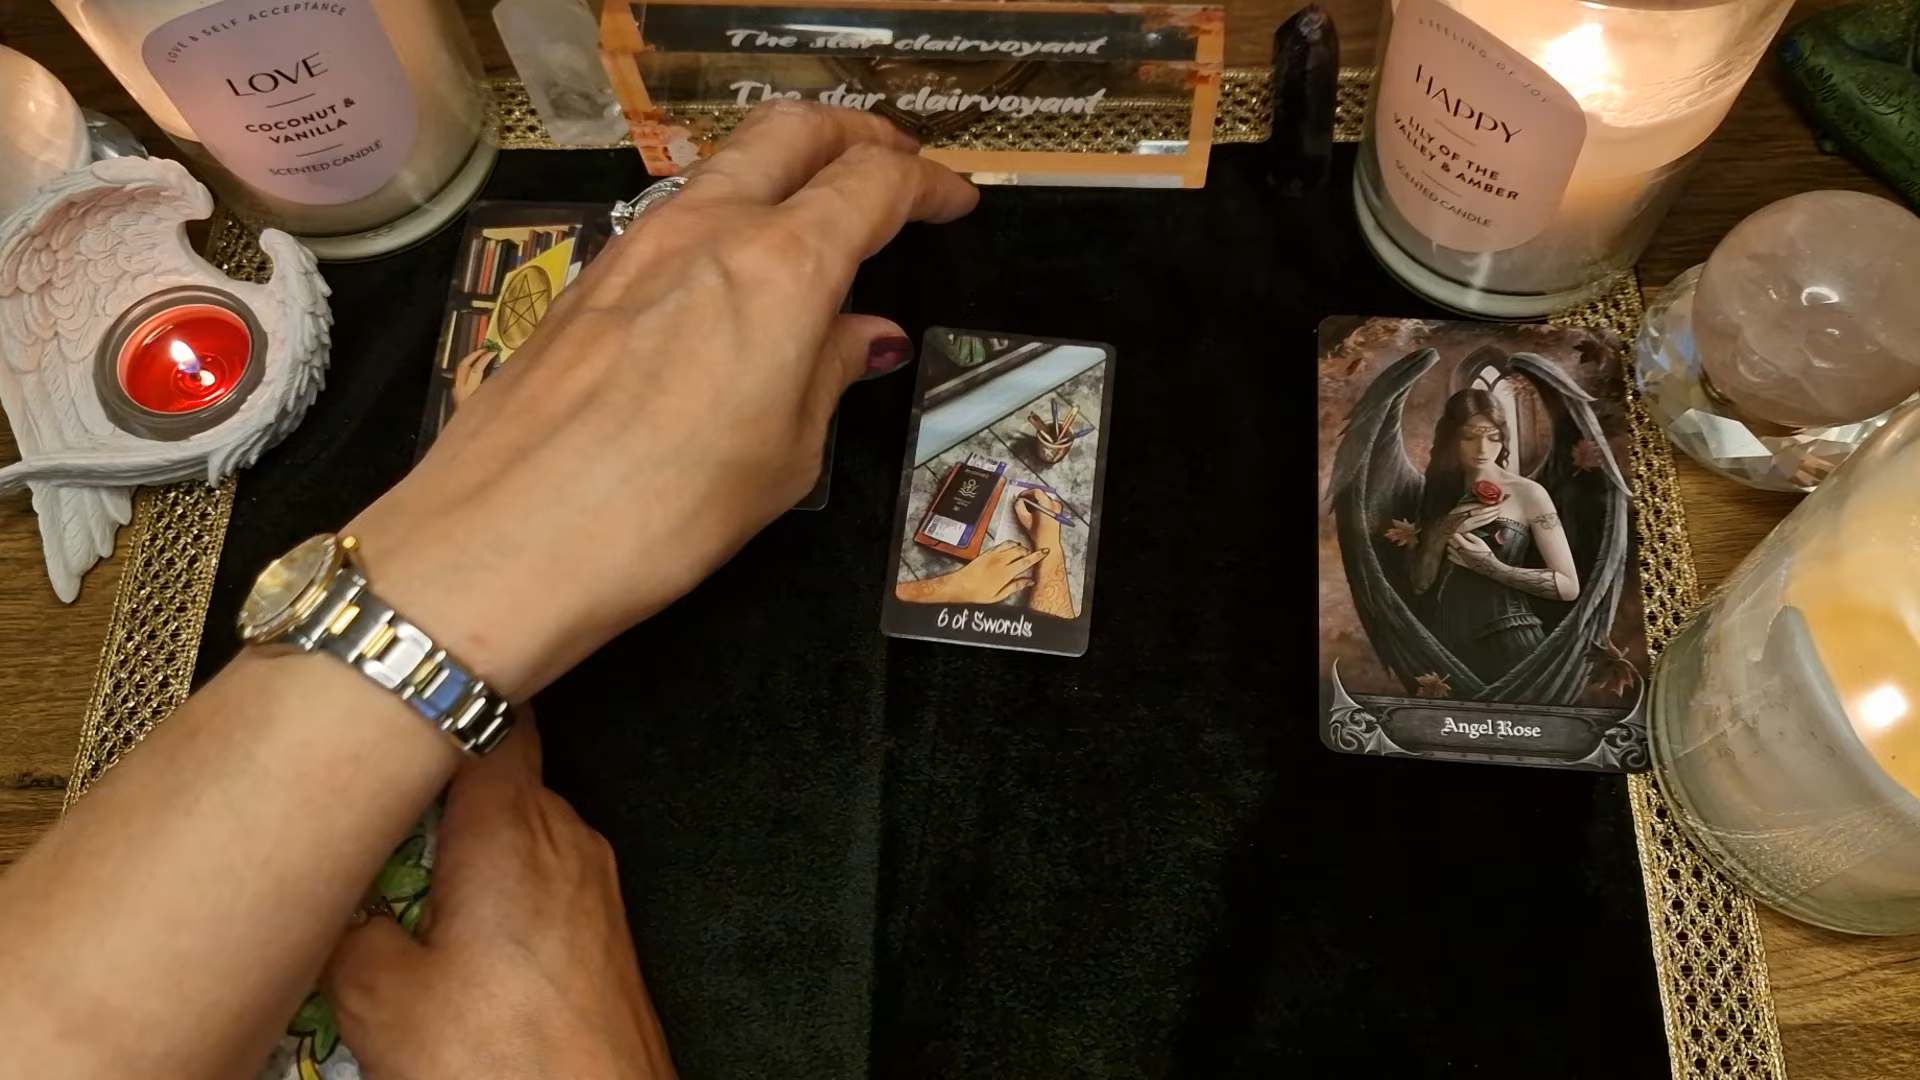 LOVE & SELF ACCEPTANCE
LOVE
COCONUT &
VANILLA
SCENTED CANDLE
The star clairvoyant
The star clairvoyant
FEELING OF JOY
HAPPY
LILY OF THE
VALLEY & AMBER
SCENTED CANDLE
6 of Swords
Angel Rose